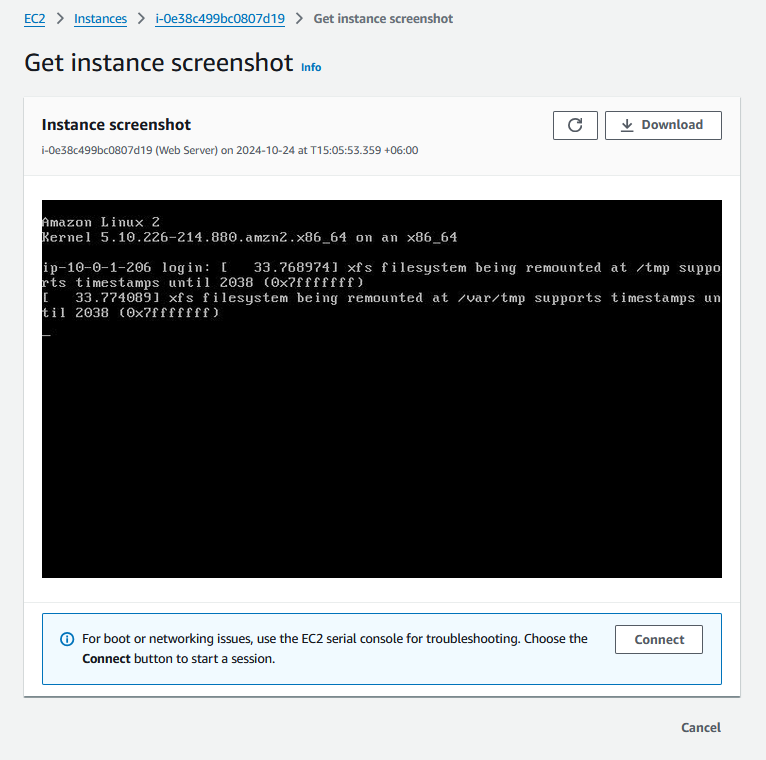 EC2 > Instances > i-0e38c499bc0807d19 > Get instance screenshot
Get instance screenshot Info
Instance screenshot
Download
i-0e38c499bc0807d19 (Web Server) on 2024-10-24 at T15:05:53.359 +06:00
Amazon Linux 2
Kernel 5.10.226-214.880.amzn2.x86_64 on an x86_64
ip-10-0-1-206 login: [   33.768974] xfs filesystem being remounted at /tmp suppo
rts timestamps until 2038 (0x7fffffff)
[   33.774089] xfs filesystem being remounted at /var/tmp supports timestamps un
til 2038 (0x7fffffff)
_
For boot or networking issues, use the EC2 serial console for troubleshooting. Choose the
Connect button to start a session.
Connect
Cancel